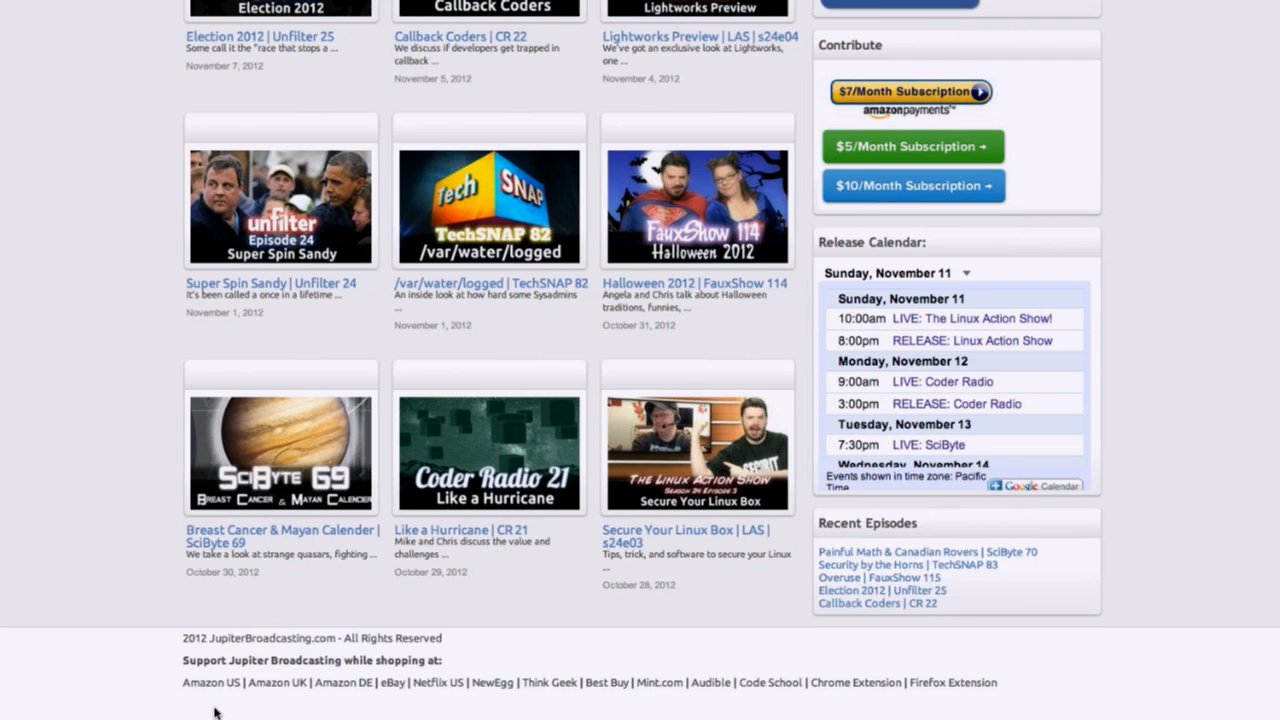 Election 2012
Callback Coders
Lightworks Preview
Election 2012 | Unfilter 25
Some call it the "race that stops a ...
November 7, 2012
Callback Coders | CR 22
We discuss if developers get trapped in
callback ...
November 5, 2012
Lightworks Preview | LAS | s24e04
We've got an exclusive look at Lightworks,
one ...
November 4, 2012
unfilter
Episode 24
Super Spin Sandy
Tech SNAP
TechSNAP 82
/var/water/logged
FauxShow 114
Halloween 2012
Super Spin Sandy | Unfilter 24
It's been called a once in a lifetime ...
November 1, 2012
/var/water/logged | TechSNAP 82
An inside look at how hard some Sysadmins
...
November 1, 2012
Halloween 2012 | FauxShow 114
Angela and Chris talk about Halloween
traditions, funnies, ...
October 31, 2012
SciByte 69
Breast Cancer & Mayan Calender
Coder Radio 21
Like a Hurricane
The Linux Action Show
Season 24 Episode 3
Secure Your Linux Box
Breast Cancer & Mayan Calender |
SciByte 69
We take a look at strange quasars, fighting ...
October 30, 2012
Like a Hurricane | CR 21
Mike and Chris discuss the value and
challenges ...
October 29, 2012
Secure Your Linux Box | LAS |
s24e03
Tips, trick, and software to secure your Linux
...
October 28, 2012
Contribute
$7/Month Subscription
amazonpayments™
$5/Month Subscription →
$10/Month Subscription →
Release Calendar:
Sunday, November 11
Sunday, November 11
10:00am LIVE: The Linux Action Show!
8:00pm RELEASE: Linux Action Show
Monday, November 12
9:00am LIVE: Coder Radio
3:00pm RELEASE: Coder Radio
Tuesday, November 13
7:30pm LIVE: SciByte
Wednesday, November 14
Events shown in time zone: Pacific
Time
Google Calendar
Recent Episodes
Painful Math & Canadian Rovers | SciByte 70
Security by the Horns | TechSNAP 83
Overuse | FauxShow 115
Election 2012 | Unfilter 25
Callback Coders | CR 22
2012 JupiterBroadcasting.com - All Rights Reserved
Support Jupiter Broadcasting while shopping at:
Amazon US | Amazon UK | Amazon DE | eBay | Netflix US | NewEgg | Think Geek | Best Buy | Mint.com | Audible | Code School | Chrome Extension | Firefox Extension